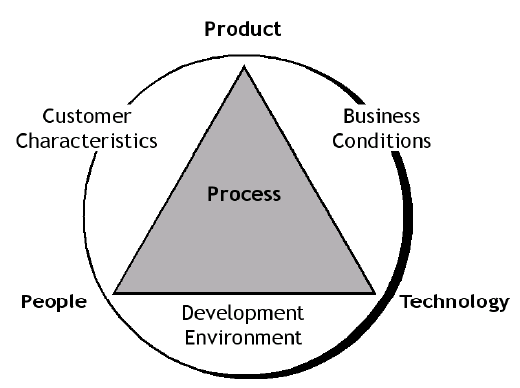 Product
Customer
Characteristics
Business
Conditions
Process
People
Technology
Development
Environment